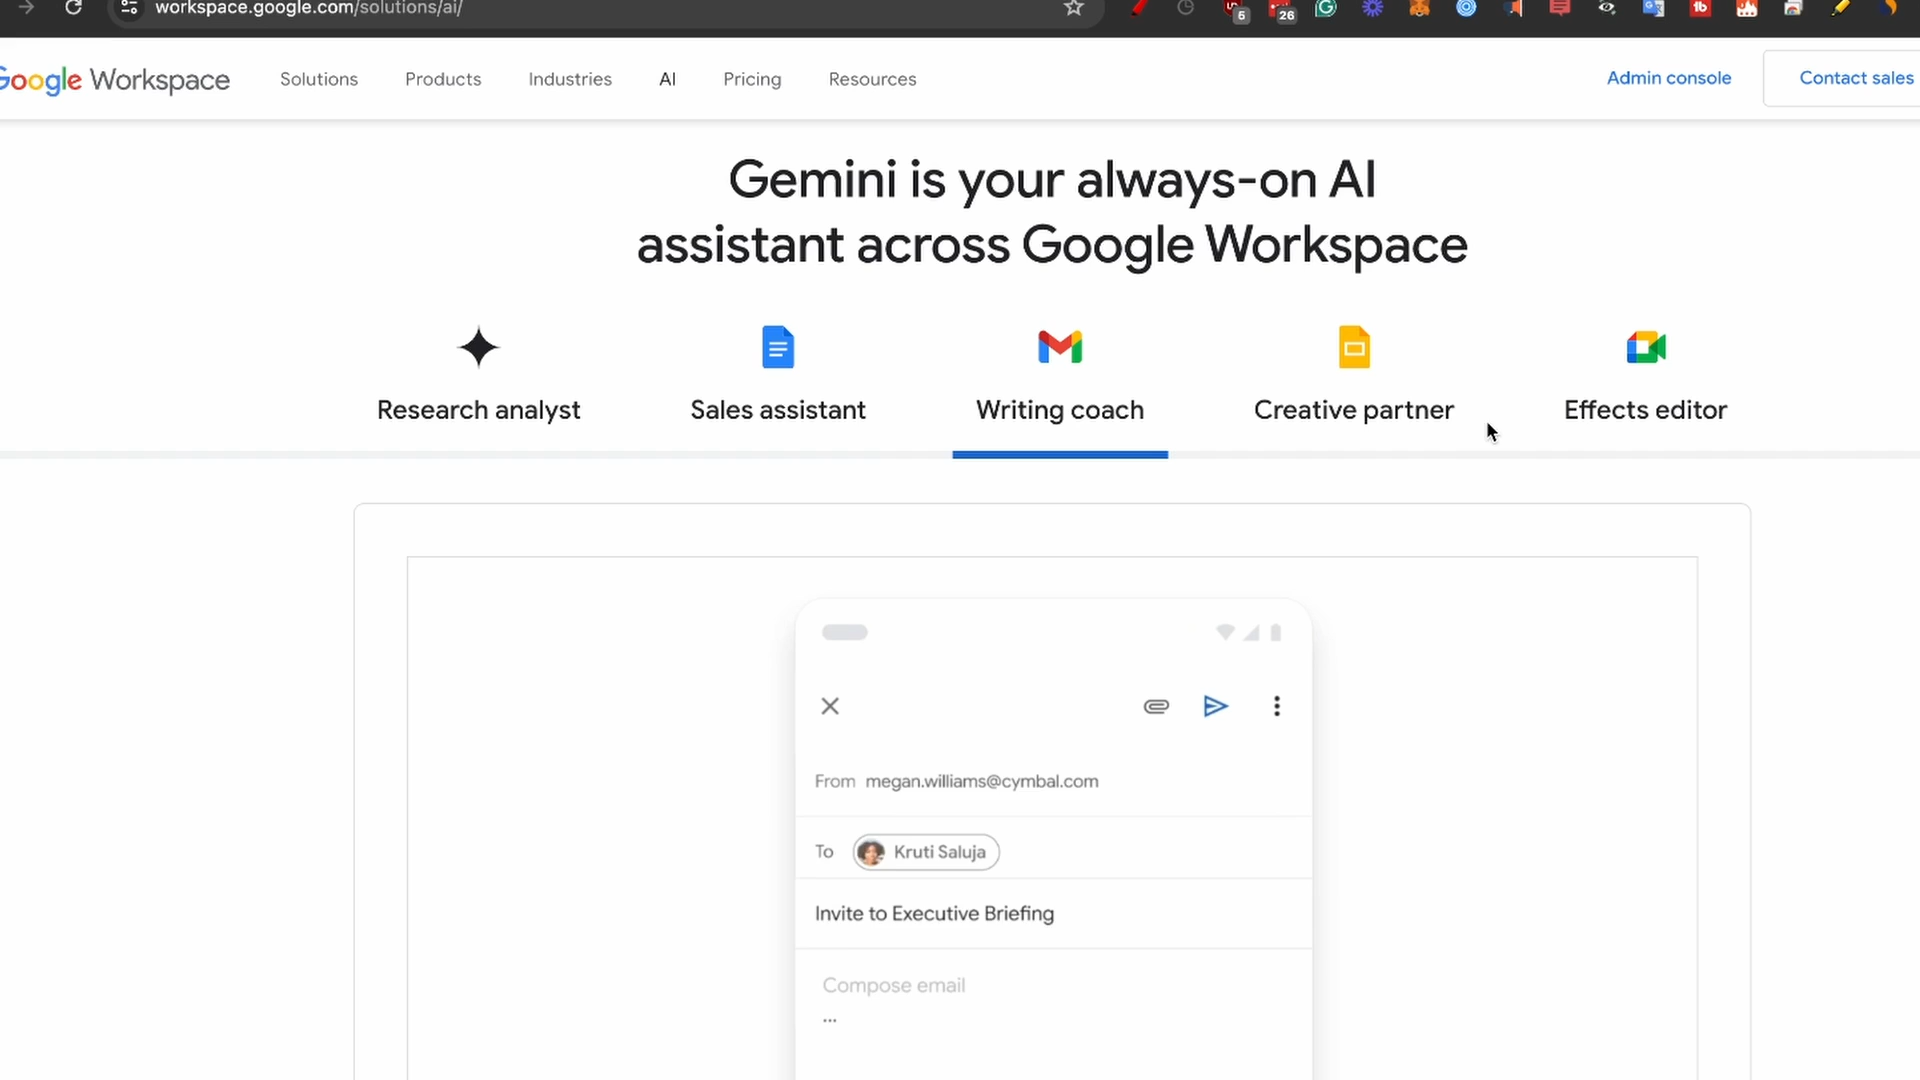 workspace.google.com/solutions/ai/
5
26
Google Workspace
Solutions
Products
Industries
AI
Pricing
Resources
Admin console
Contact sales
Gemini is your always-on AI
assistant across Google Workspace
Research analyst
Sales assistant
Writing coach
Creative partner
Effects editor
From megan.williams@cymbal.com
To Kruti Saluja
Invite to Executive Briefing
Compose email
...